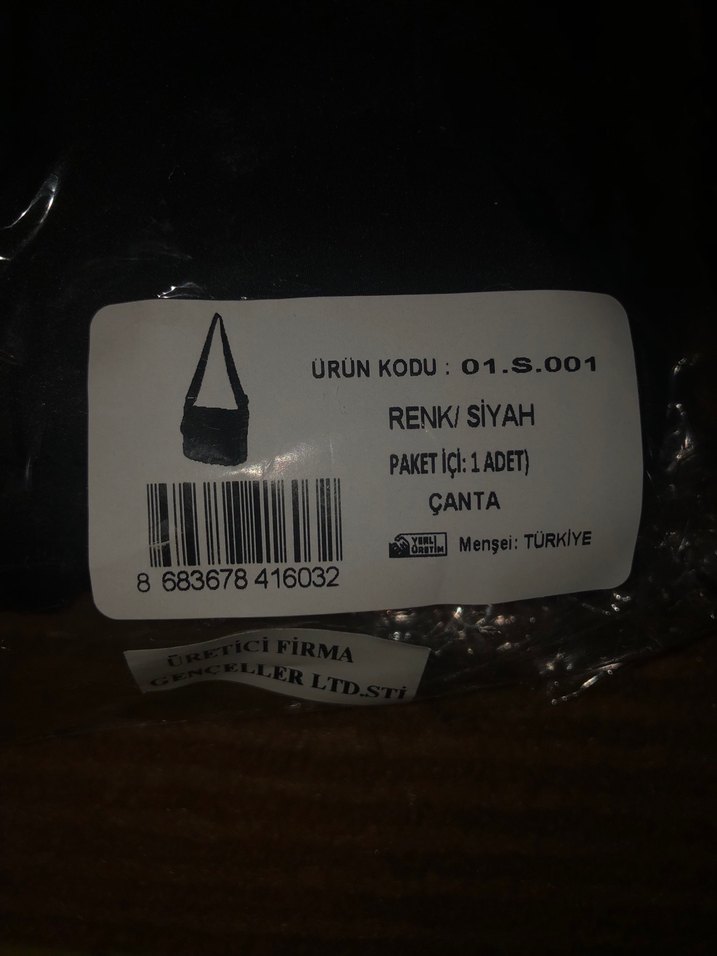 ÜRÜN KODU : 01.S.001
RENK/ SİYAH
PAKET İÇİ: 1 ADET)
ÇANTA
YERLİ
ÜRETİM
Menşei: TÜRKİYE
8 683678 416032
ÜRETİCİ FİRMA
GENÇELLER LTD.STİ